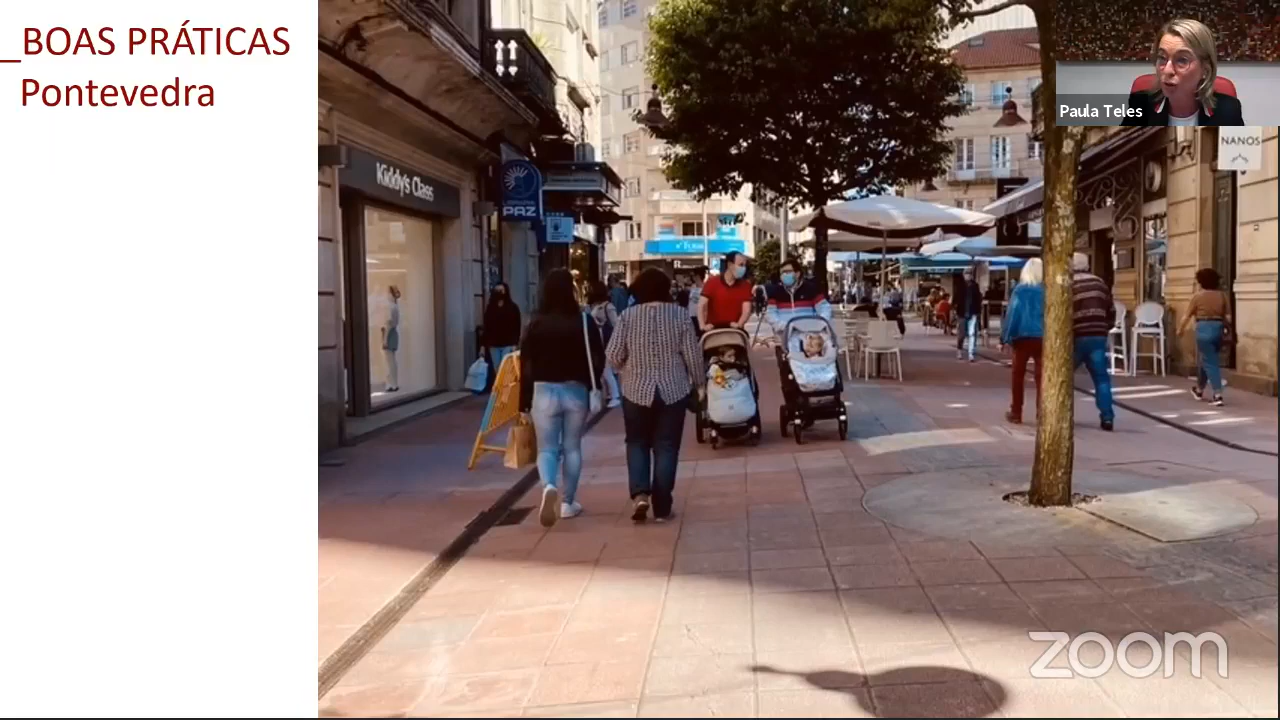 _BOAS PRÁTICAS
Pontevedra
Paula Teles
NANOS
Kiddy's Class
PAZ
zoom